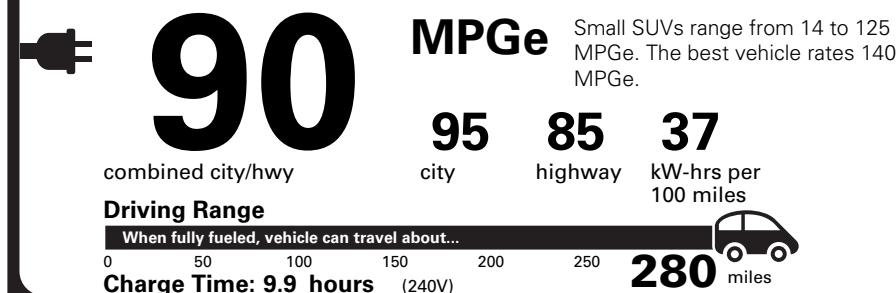 90 MPGe
Small SUVs range from 14 to 125
MPGe. The best vehicle rates 140
MPGe.
95 85 37
combined city/hwy city highway kW-hrs per
100 miles
Driving Range
When fully fueled, vehicle can travel about...
0 50 100 150 200 250 280 miles
Charge Time: 9.9 hours (240V)